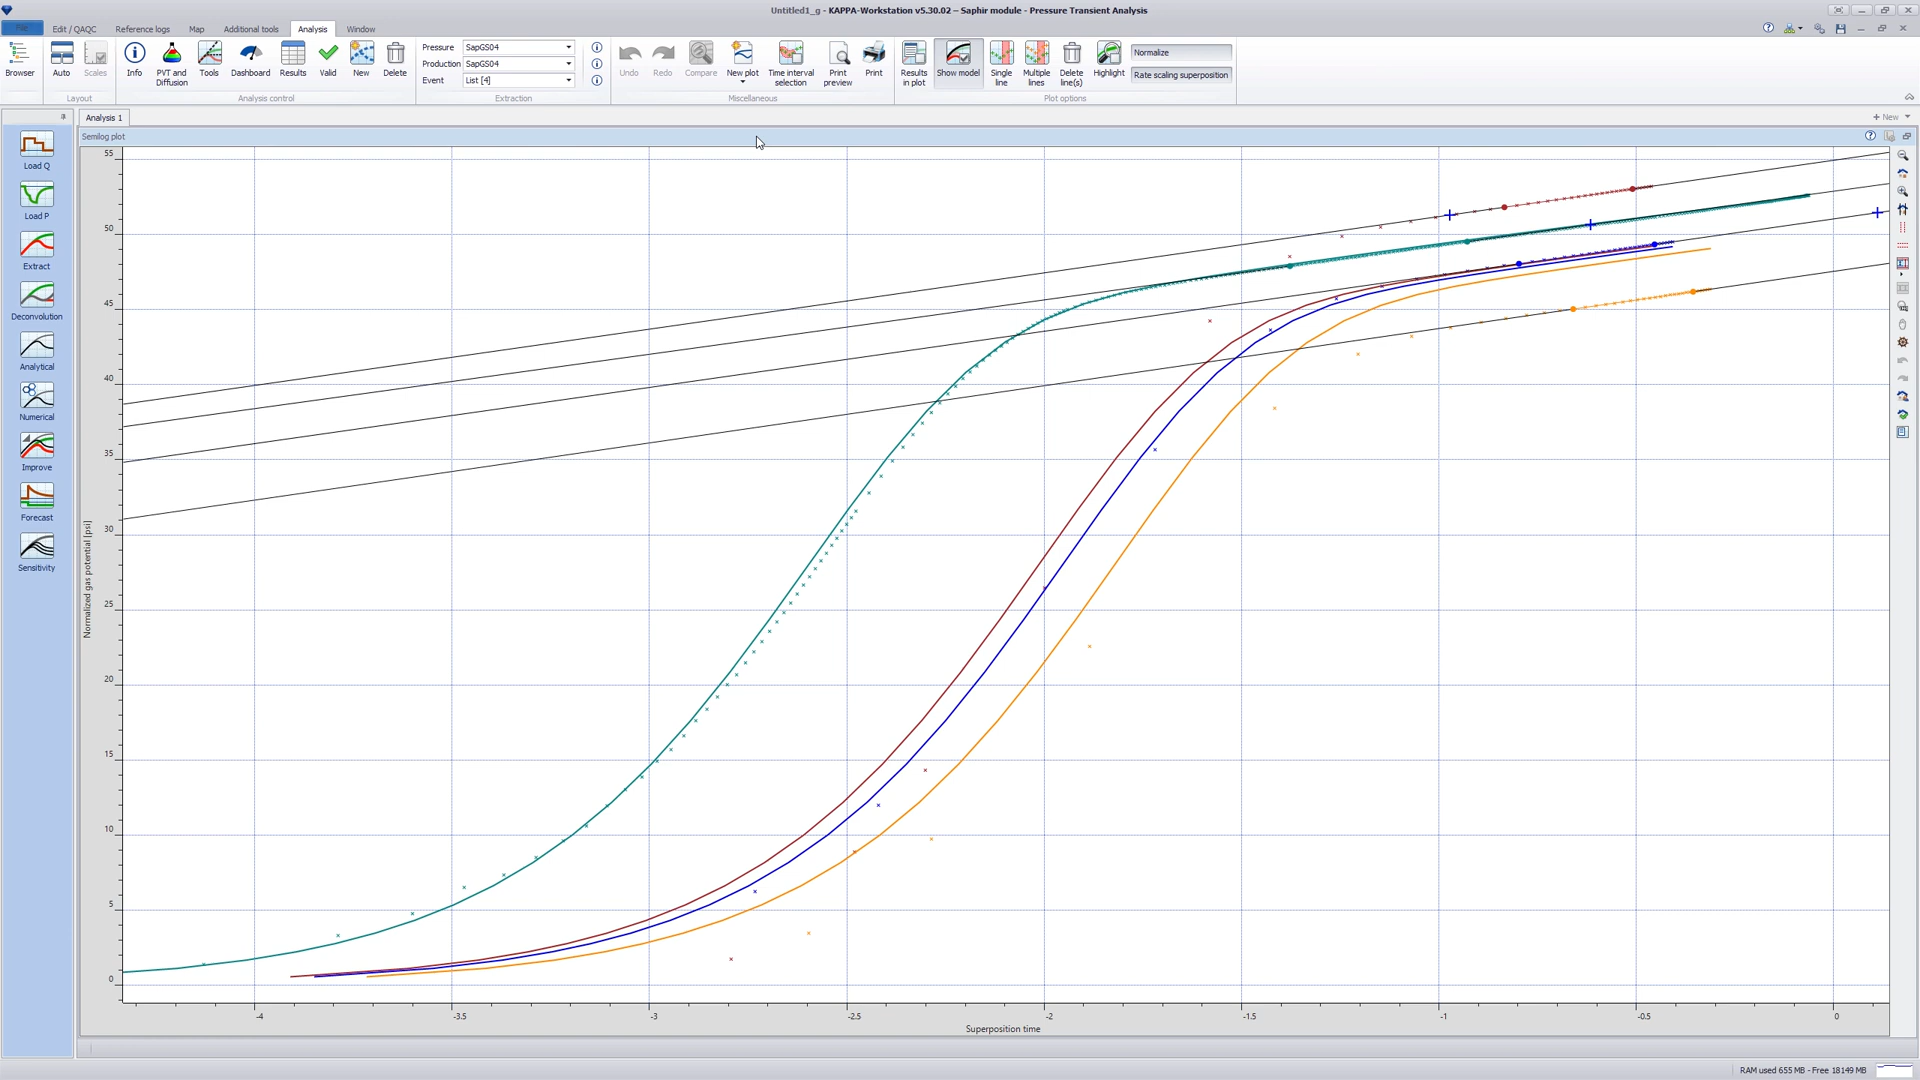 Untitled1_g - KAPPA-Workstation v5.30.02 – Saphir module - Pressure Transient Analysis
Edit / QAQC Reference logs Map Additional tools Analysis Window
Browser
Auto
Scales
Layout
Info
PVT and
Diffusion
Tools
Dashboard
Results
Valid
New
Delete
Analysis control
Pressure SapGS04
Production SapGS04
Event List [4]
Extraction
Undo
Redo
Compare
New plot
Time interval
selection
Print
preview
Print
Miscellaneous
Results
in plot
Show model
Single
line
Multiple
lines
Delete
line(s)
Highlight
Normalize
Rate scaling superposition
Plot options
Analysis 1
+ New
Semilog plot
Load Q
Load P
Extract
Deconvolution
Analytical
Numerical
Improve
Forecast
Sensitivity
55
50
45
40
35
30
25
20
15
10
5
0
Normalized gas potential [psi]
-4
-3.5
-3
-2.5
-2
-1.5
-1
-0.5
0
Superposition time
RAM used 655 MB - Free 18149 MB